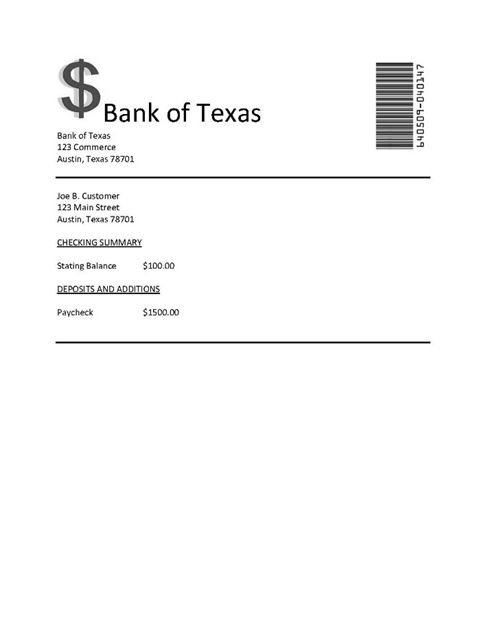 $
Bank of Texas
640509-040147
Bank of Texas
123 Commerce
Austin, Texas 78701
Joe B. Customer
123 Main Street
Austin, Texas 78701
CHECKING SUMMARY
Stating Balance $100.00
DEPOSITS AND ADDITIONS
Paycheck $1500.00